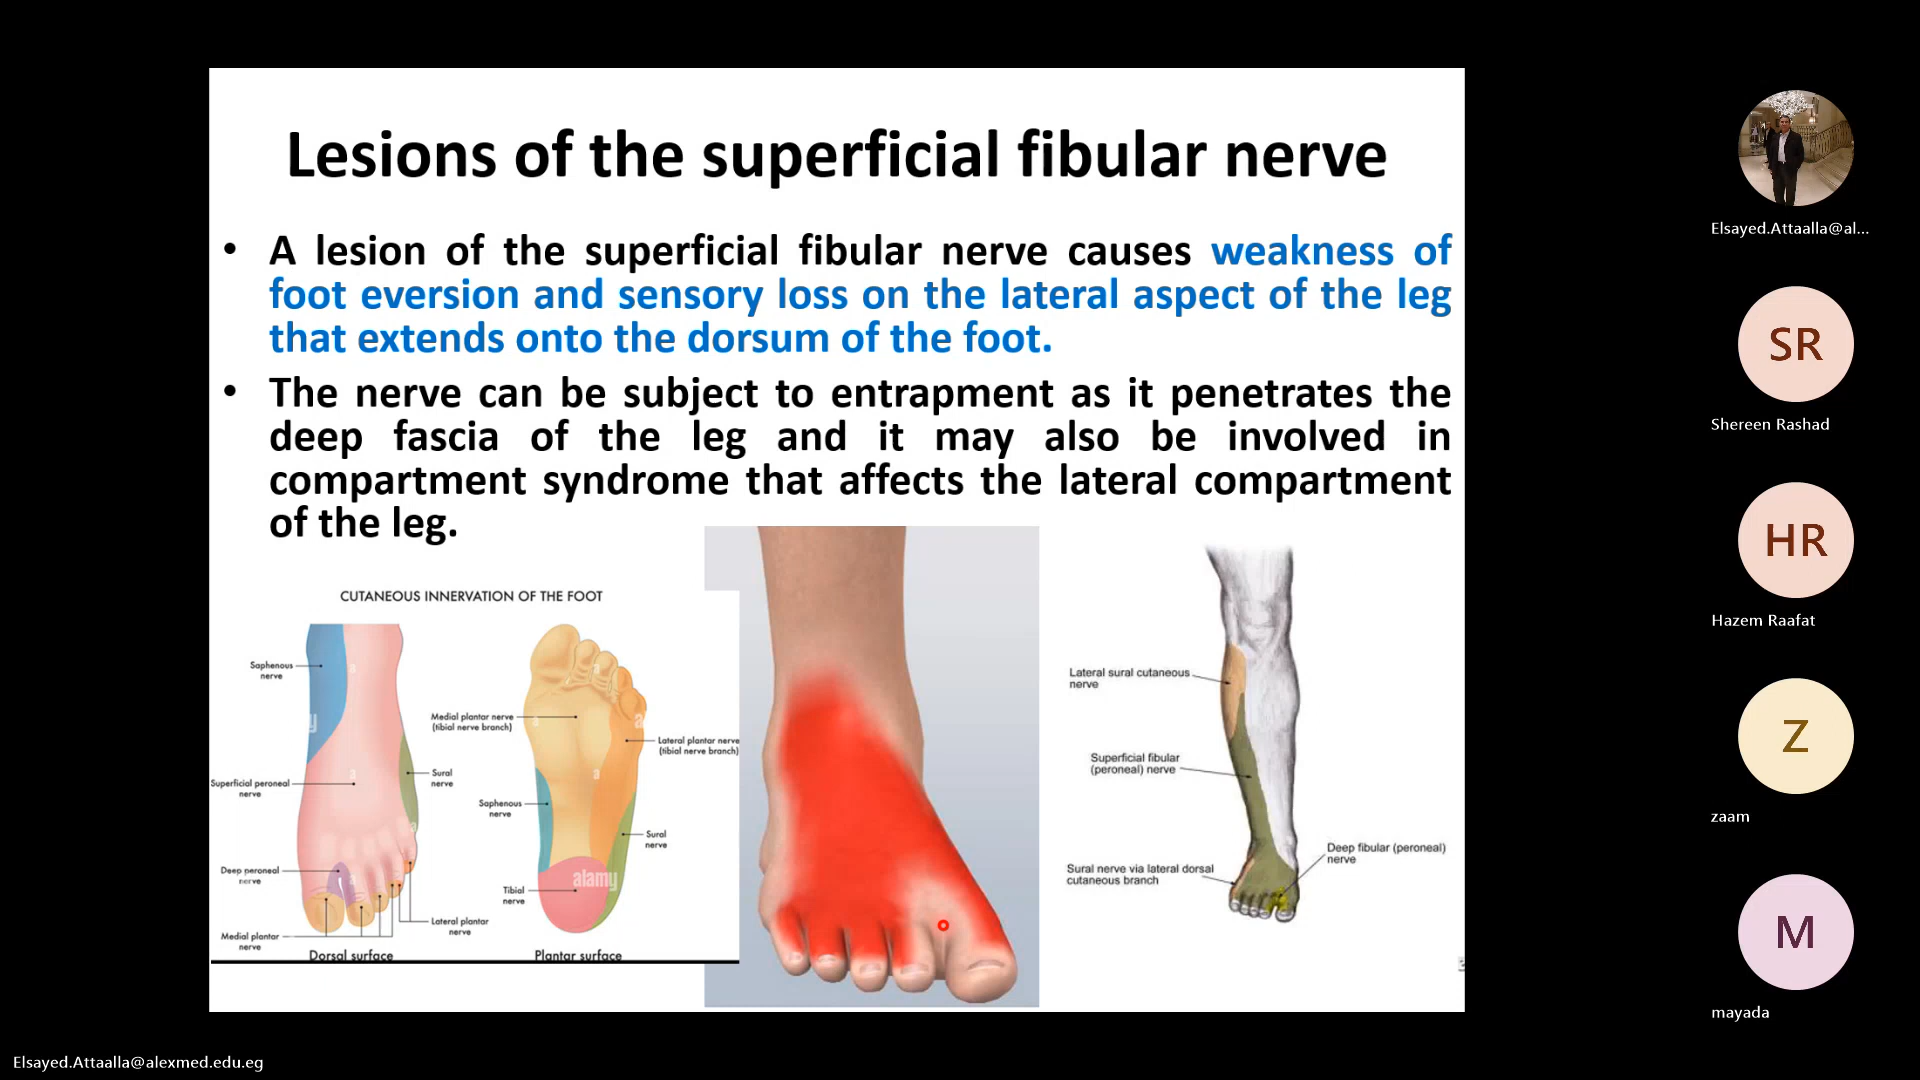 Lesions of the superficial fibular nerve
• A lesion of the superficial fibular nerve causes weakness of
foot eversion and sensory loss on the lateral aspect of the leg
that extends onto the dorsum of the foot.
• The nerve can be subject to entrapment as it penetrates the
deep fascia of the leg and it may also be involved in
compartment syndrome that affects the lateral compartment
of the leg.
CUTANEOUS INNERVATION OF THE FOOT
Saphenous
nerve
Superficial peroneal
nerve
Deep peroneal
nerve
Medial plantar
nerve
Sural
nerve
Lateral plantar
nerve
Dorsal surface
Medial plantar nerve
(tibial nerve branch)
Lateral plantar nerve
(tibial nerve branch)
Saphenous
nerve
Sural
nerve
Tibial
nerve
alamy
Plantar surface
Lateral sural cutaneous
nerve
Superficial fibular
(peroneal) nerve
Sural nerve via lateral dorsal
cutaneous branch
Deep fibular (peroneal)
nerve
Elsayed.Attaalla@al...
SR
Shereen Rashad
HR
Hazem Raafat
Z
zaam
M
mayada
Elsayed.Attaalla@alexmed.edu.eg